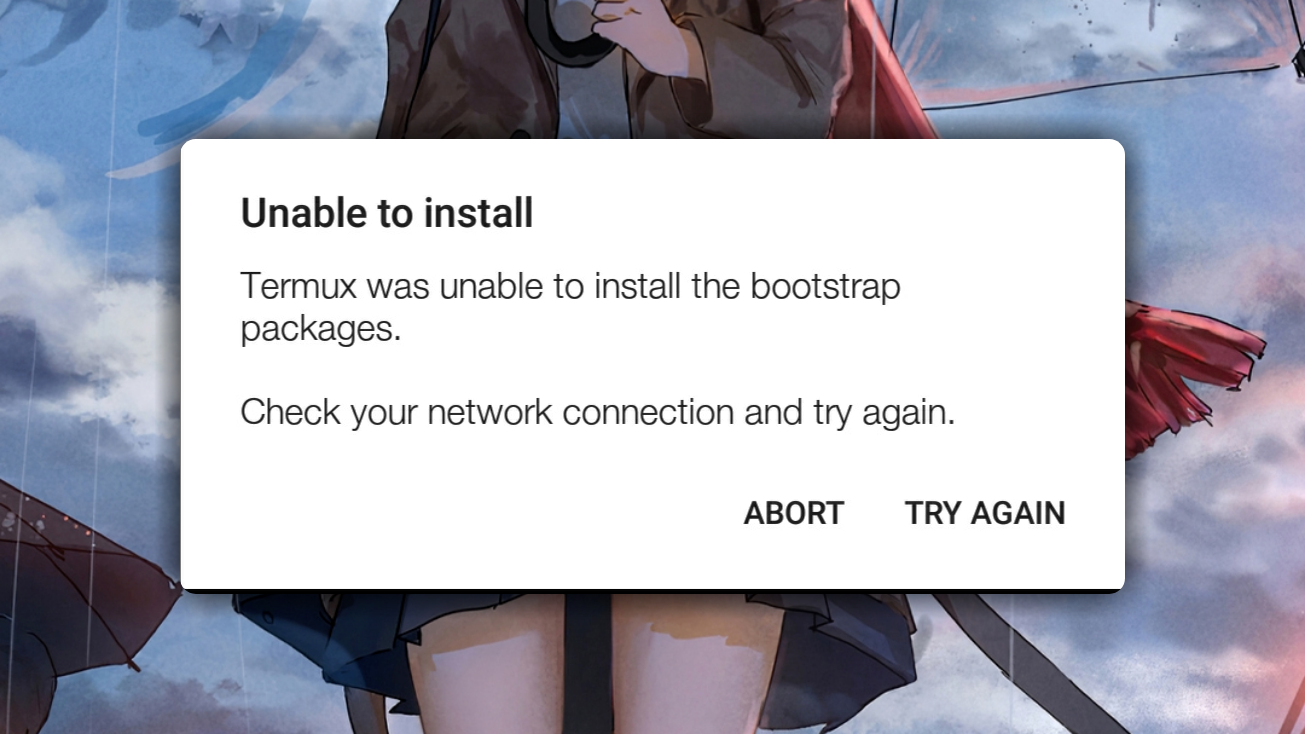 Unable to install
Termux was unable to install the bootstrap
packages.
Check your network connection and try again.
ABORT TRY AGAIN